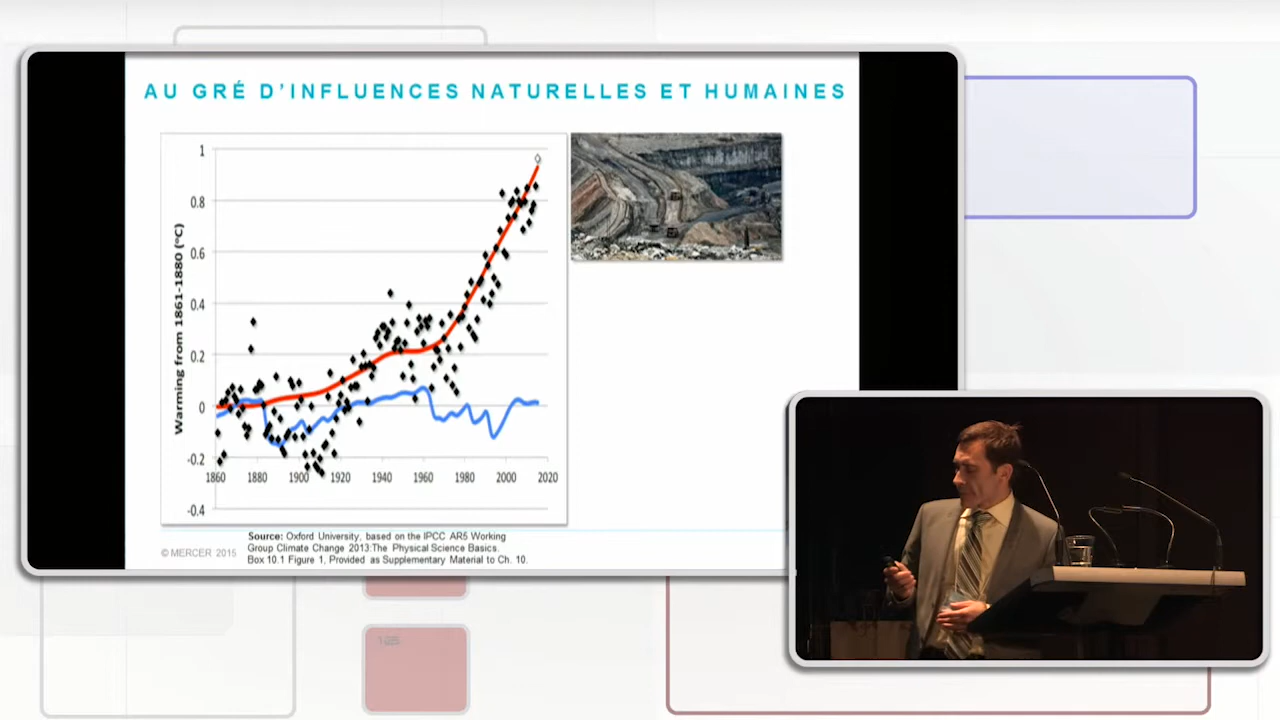 AU GRÉ D'INFLUENCES NATURELLES ET HUMAINES
Warming from 1861-1880 (°C)
1
0.8
0.6
0.4
0.2
0
-0.2
-0.4
1860 1880 1900 1920 1940 1960 1980 2000 2020
Source: Oxford University, based on the IPCC AR5 Working
Group Climate Change 2013:The Physical Science Basics.
Box 10.1 Figure 1, Provided as Supplementary Material to Ch. 10.
© MERCER 2015